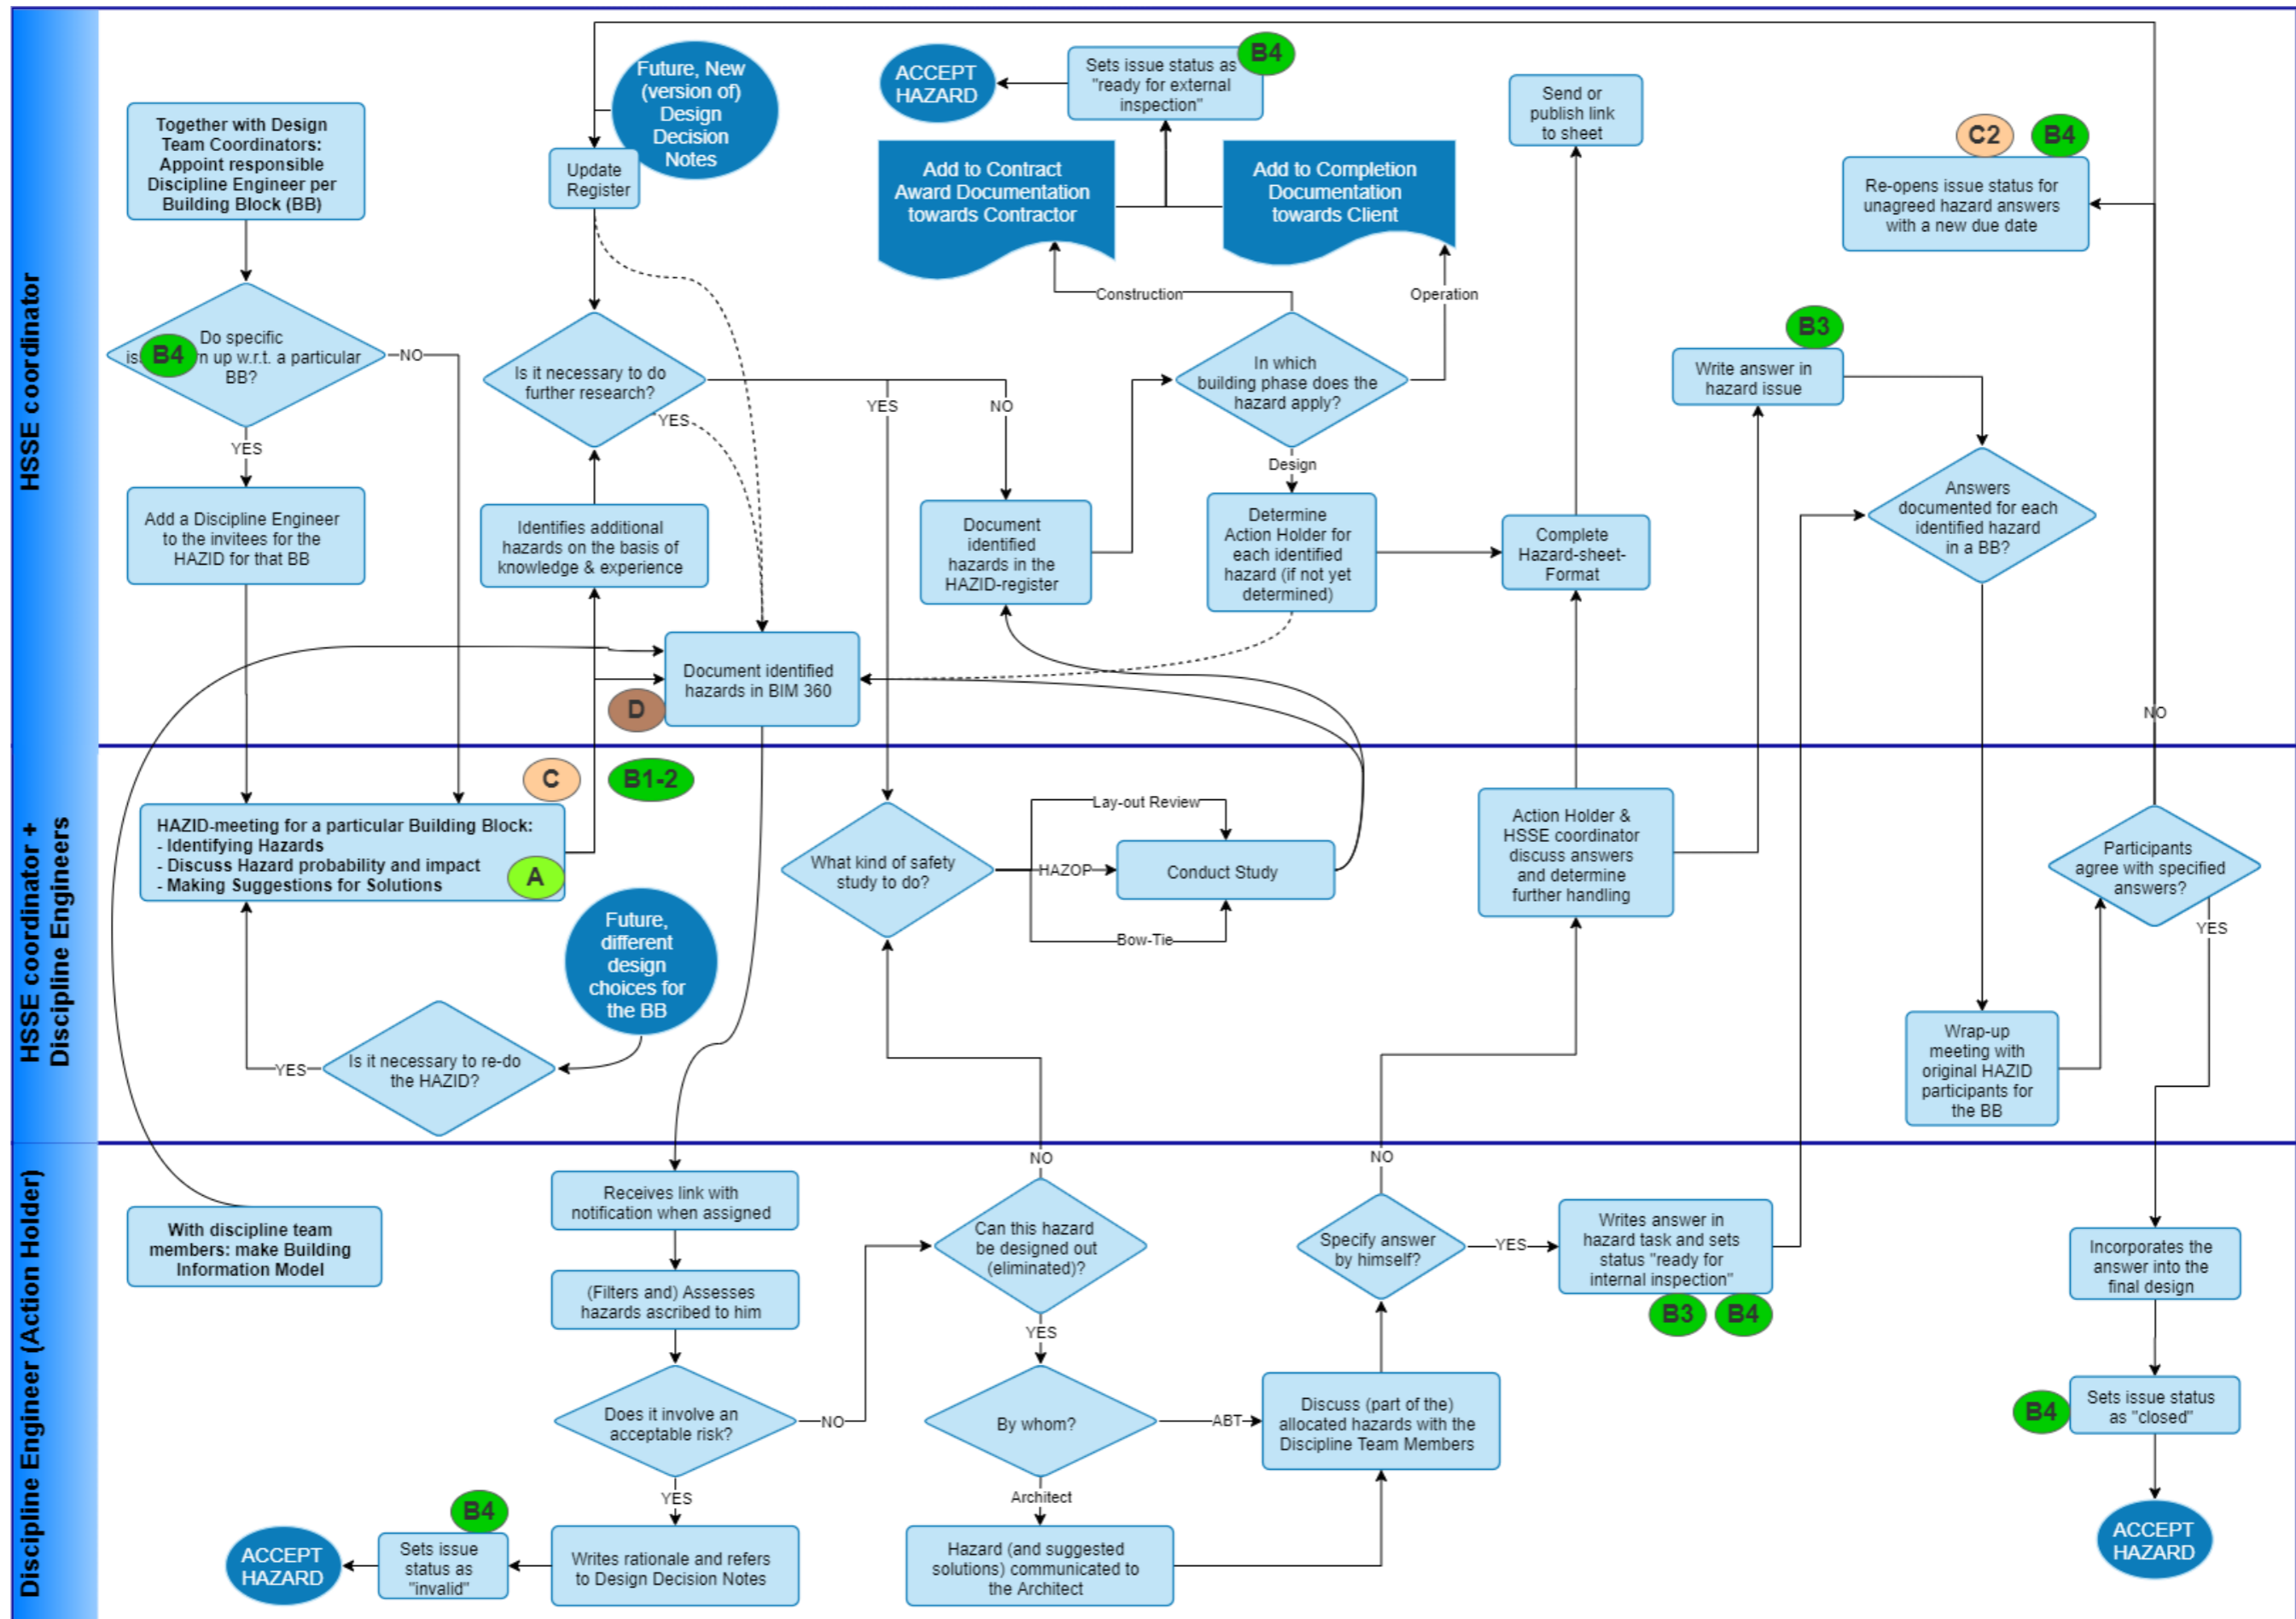 HSSE coordinator
Together with Design
Team Coordinators:
Appoint responsible
Discipline Engineer per
Building Block (BB)
Do specific
B4
n up w.r.t. a particular
BB?
NO
YES
Add a Discipline Engineer
to the invitees for the
HAZID for that BB
Future, New
(version of)
Design
Decision
Notes
Update
Register
Is it necessary to do
further research?
YES
YES
NO
Identifies additional
hazards on the basis of
knowledge & experience
Document identified
hazards in BIM 360
D
ACCEPT
HAZARD
Sets issue status as
"ready for external
inspection"
B4
Add to Contract
Award Documentation
towards Contractor
Add to Completion
Documentation
towards Client
Construction
Operation
In which
building phase does the
hazard apply?
Design
Document
identified
hazards in the
HAZID-register
Determine
Action Holder for
each identified
hazard (if not yet
determined)
Send or
publish link
to sheet
Complete
Hazard-sheet-
Format
C2
B4
Re-opens issue status for
unagreed hazard answers
with a new due date
B3
Write answer in
hazard issue
Answers
documented for each
identified hazard
in a BB?
NO
HSSE coordinator +
Discipline Engineers
C
B1-2
HAZID-meeting for a particular Building Block:
- Identifying Hazards
- Discuss Hazard probability and impact
- Making Suggestions for Solutions
A
Future,
different
design
choices for
the BB
Is it necessary to re-do
the HAZID?
YES
What kind of safety
study to do?
Lay-out Review
HAZOP
Bow-Tie
Conduct Study
Action Holder &
HSSE coordinator
discuss answers
and determine
further handling
Participants
agree with specified
answers?
YES
Wrap-up
meeting with
original HAZID
participants for
the BB
Discipline Engineer (Action Holder)
With discipline team
members: make Building
Information Model
Receives link with
notification when assigned
(Filters and) Assesses
hazards ascribed to him
Does it involve an
acceptable risk?
NO
YES
Writes rationale and refers
to Design Decision Notes
B4
Sets issue
status as
"invalid"
ACCEPT
HAZARD
NO
Can this hazard
be designed out
(eliminated)?
YES
By whom?
ABT
Architect
Hazard (and suggested
solutions) communicated to
the Architect
Discuss (part of the)
allocated hazards with the
Discipline Team Members
NO
Specify answer
by himself?
YES
Writes answer in
hazard task and sets
status "ready for
internal inspection"
B3
B4
Incorporates the
answer into the
final design
B4
Sets issue status
as "closed"
ACCEPT
HAZARD